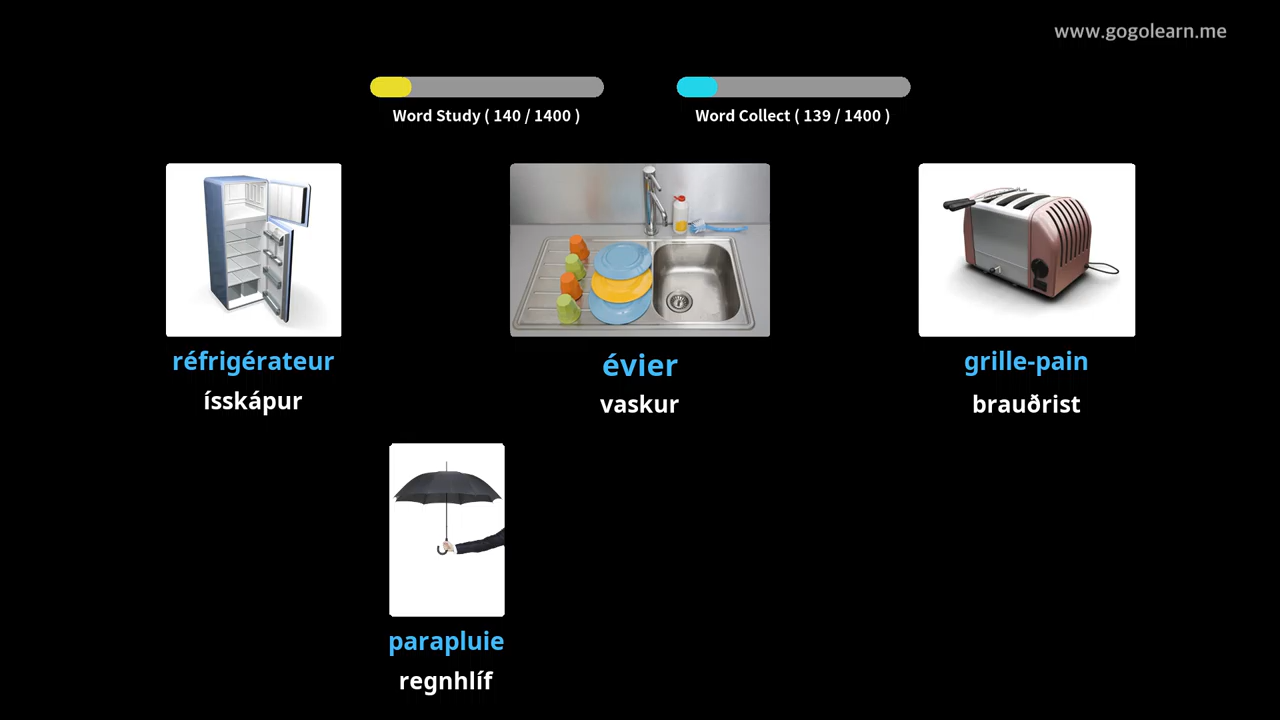 www.gogolearn.me
Word Study ( 140 / 1400 )
Word Collect ( 139 / 1400 )
réfrigérateur
ísskápur
évier
vaskur
grille-pain
brauðrist
parapluie
regnhlíf